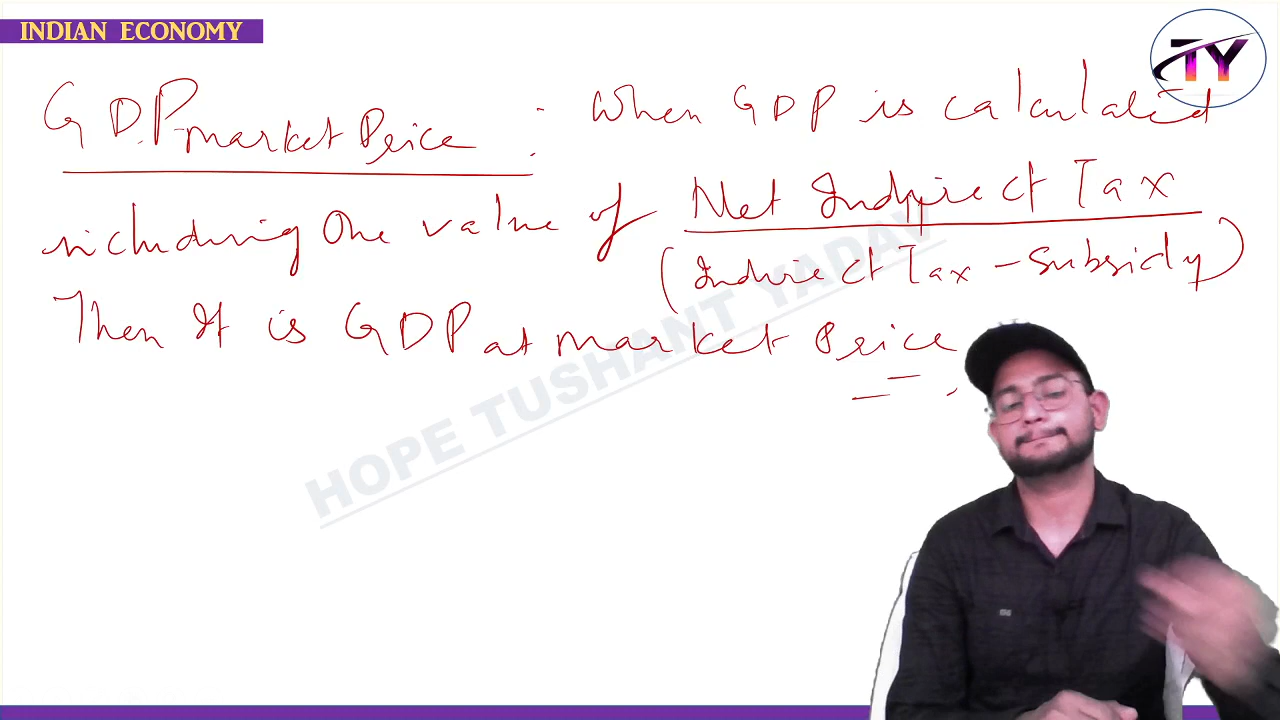 INDIAN ECONOMY
TY
GDP market Price : When GDP is calculated
including the value of Net Indirect Tax
(Indirect Tax - Subsidy)
Then It is GDP at market Price
HOPE TUSHANT YADAV